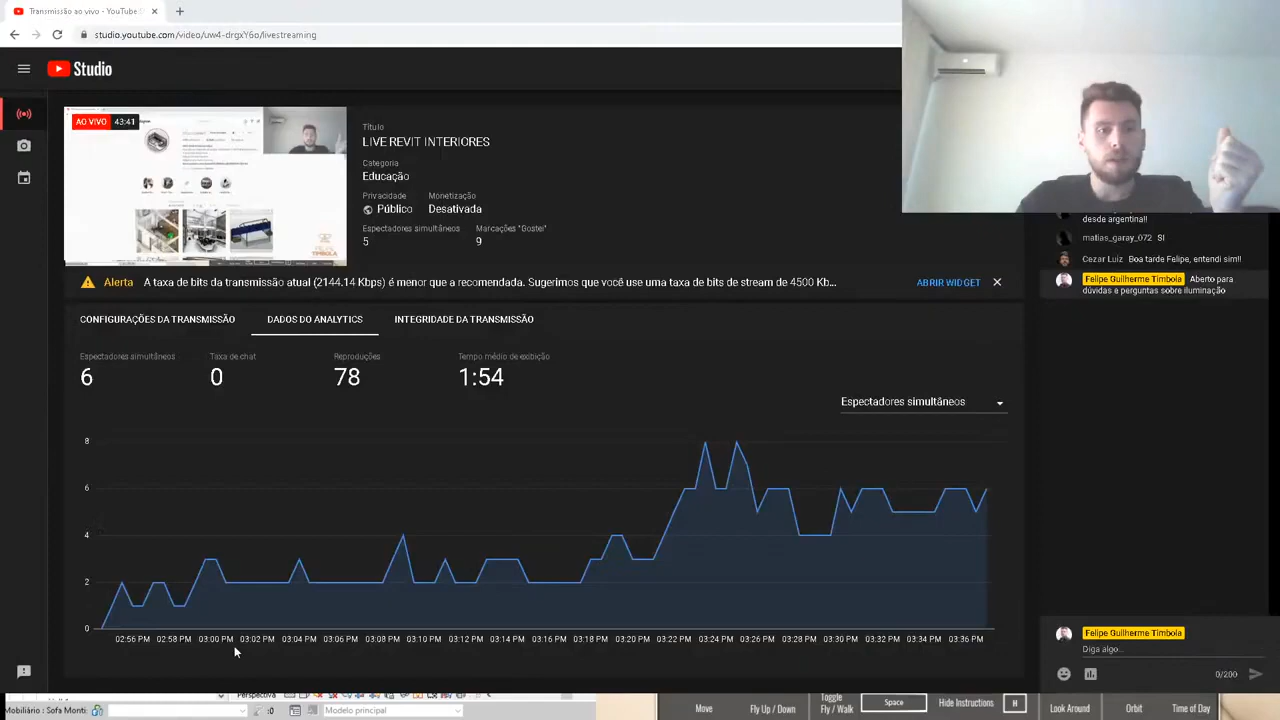 Transmissão ao vivo - YouTube
studio.youtube.com/video/uw4-drgxY6o/livestreaming
Studio
AO VIVO 43:41
TIMBOLA
Título
LIVE REVIT INTERIORES
Categoria
Educação
Privacidade Monetização
Público Desativada
Espectadores simultâneos Marcações "Gostei"
5 9
desde argentina!!
matias_garay_072 SI
Cezar Luiz Boa tarde Felipe, entendi sim!!
Felipe Guilherme Timbola Aberto para
dúvidas e perguntas sobre iluminação
Alerta A taxa de bits da transmissão atual (2144.14 Kbps) é menor que a recomendada. Sugerimos que você use uma taxa de bits de stream de 4500 Kb... ABRIR WIDGET
CONFIGURAÇÕES DA TRANSMISSÃO DADOS DO ANALYTICS INTEGRIDADE DA TRANSMISSÃO
Espectadores simultâneos Taxa de chat Reproduções Tempo médio de exibição
6 0 78 1:54
Espectadores simultâneos
8
6
4
2
0
02:56 PM 02:58 PM 03:00 PM 03:02 PM 03:04 PM 03:06 PM 03:08 PM 03:10 PM 03:12 PM 03:14 PM 03:16 PM 03:18 PM 03:20 PM 03:22 PM 03:24 PM 03:26 PM 03:28 PM 03:30 PM 03:32 PM 03:34 PM 03:36 PM
Felipe Guilherme Timbola
Diga algo...
0/200
Perspectiva
Mobiliário : Sofa Monti :0 Modelo principal
Move Fly Up / Down Toggle
Fly / Walk Space Hide Instructions H Look Around Orbit Time of Day